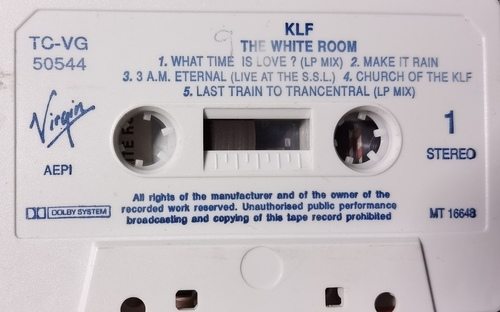 KLF
TC-VG
50544
THE WHITE ROOM
1. WHAT TIME IS LOVE ? (LP MIX) 2. MAKE IT RAIN
3. 3 A.M. ETERNAL (LIVE AT THE S.S.L.) 4. CHURCH OF THE KLF
5. LAST TRAIN TO TRANCENTRAL (LP MIX)
Virgin
AEPI
1
STEREO
All rights of the manufacturer and of the owner of the
recorded work reserved. Unauthorised public performance
broadcasting and copying of this tape record prohibited
DOLBY SYSTEM
MT 16648